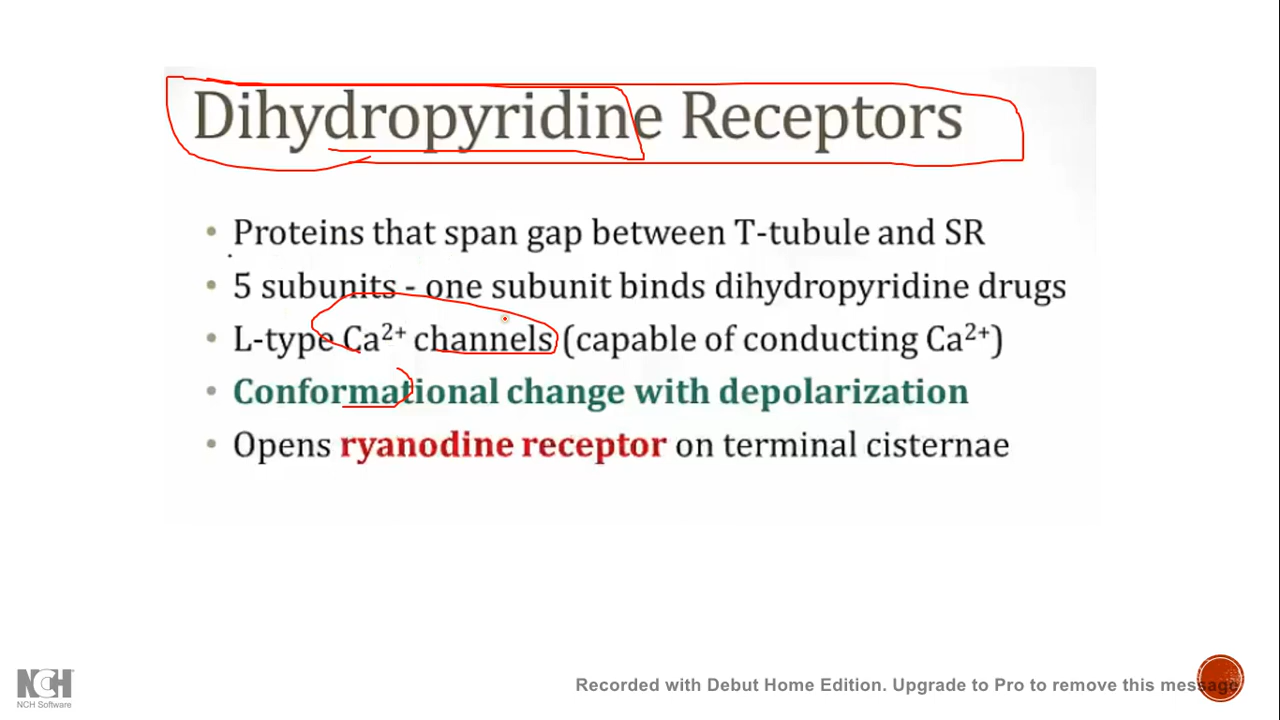 Dihydropyridine Receptors
• Proteins that span gap between T-tubule and SR
• 5 subunits - one subunit binds dihydropyridine drugs
• L-type Ca²⁺ channels (capable of conducting Ca²⁺)
• Conformational change with depolarization
• Opens ryanodine receptor on terminal cisternae
NCH
NCH Software
Recorded with Debut Home Edition. Upgrade to Pro to remove this message